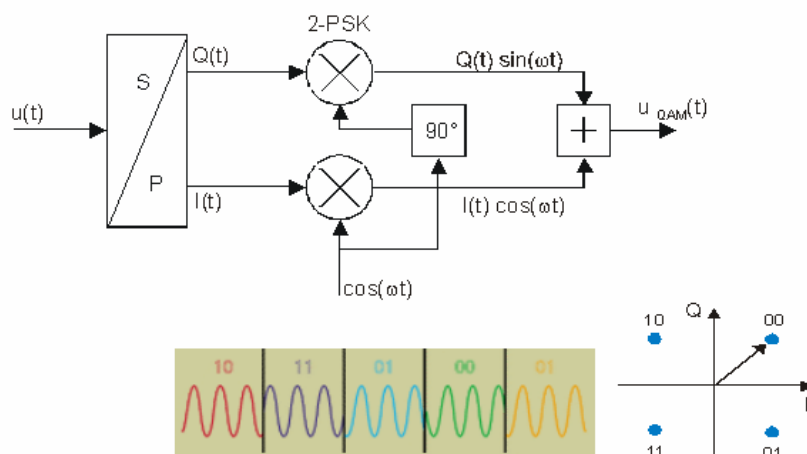 2-PSK
Q(t)
Q(t) sin(ωt)
S
u(t)
90°
+
u QAM(t)
P
I(t)
I(t) cos(ωt)
cos(ωt)
Q
10
00
10 11 01 00 01
I
11
01